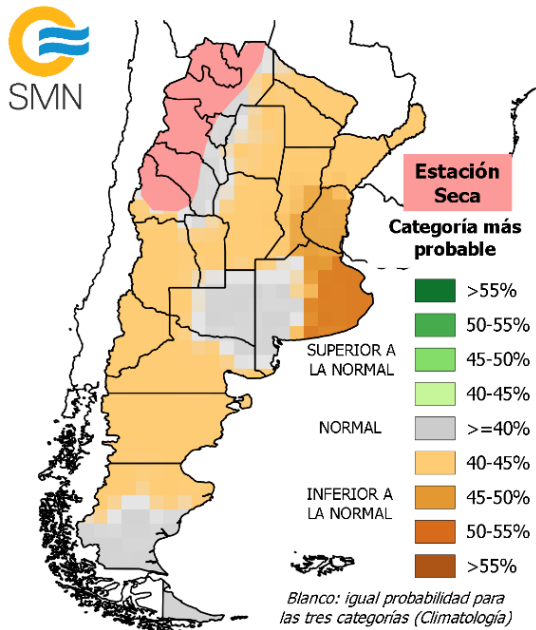 SMN
Estación
Seca
Categoría más
probable
>55%
50-55%
SUPERIOR A
LA NORMAL
45-50%
40-45%
NORMAL
>=40%
40-45%
INFERIOR A
LA NORMAL
45-50%
50-55%
>55%
Blanco: igual probabilidad para
las tres categorías (Climatología)